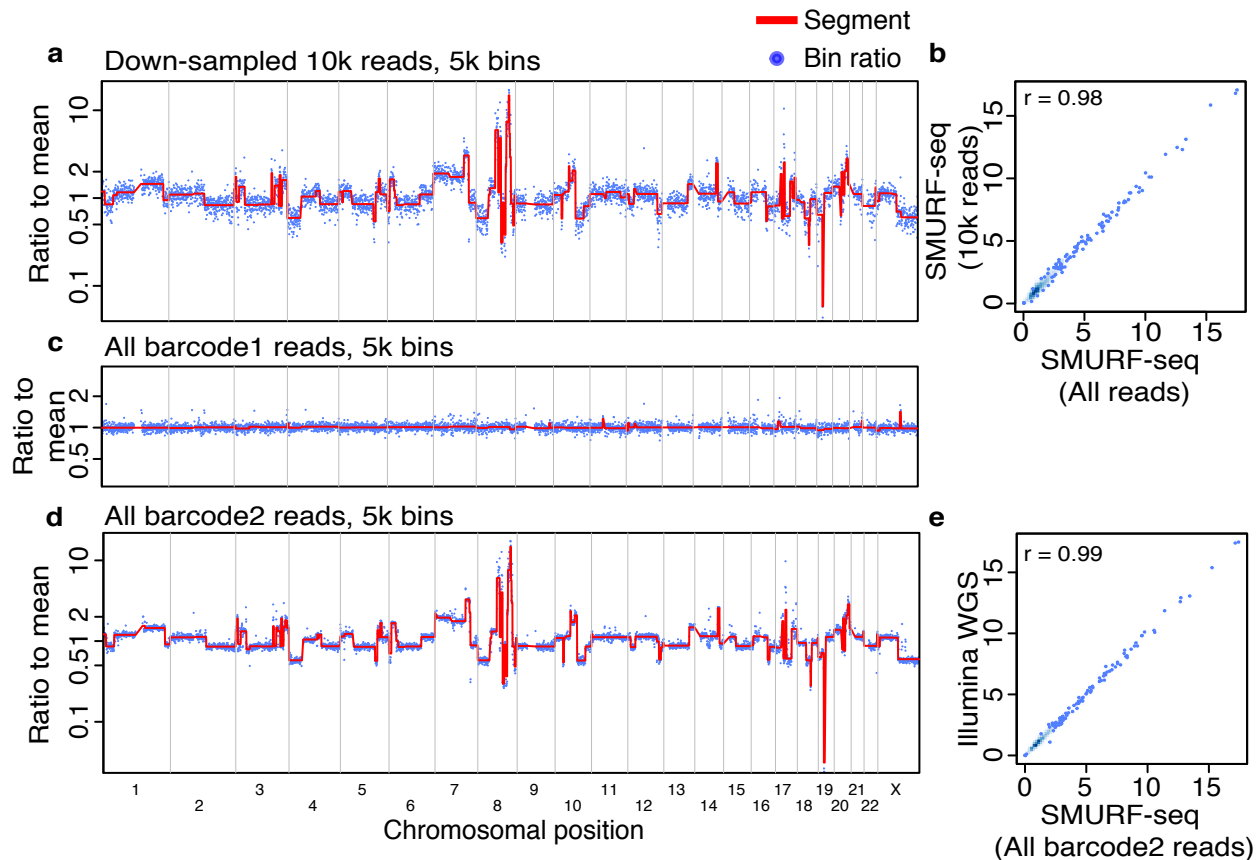 Segment
Bin ratio
a
Down-sampled 10k reads, 5k bins
Ratio to mean
10
2
1
0.5
0.1
b
r = 0.98
SMURF-seq
(10k reads)
15
10
5
0
0
5
10
15
SMURF-seq
(All reads)
c
All barcode1 reads, 5k bins
Ratio to
mean
2
1
0.5
d
All barcode2 reads, 5k bins
Ratio to mean
10
2
1
0.5
0.1
1
2
3
4
5
6
7
8
9
10
11
12
13
14
15
16
17
18
19
20
21
22
X
Chromosomal position
e
r = 0.99
Illumina WGS
15
10
5
0
0
5
10
15
SMURF-seq
(All barcode2 reads)